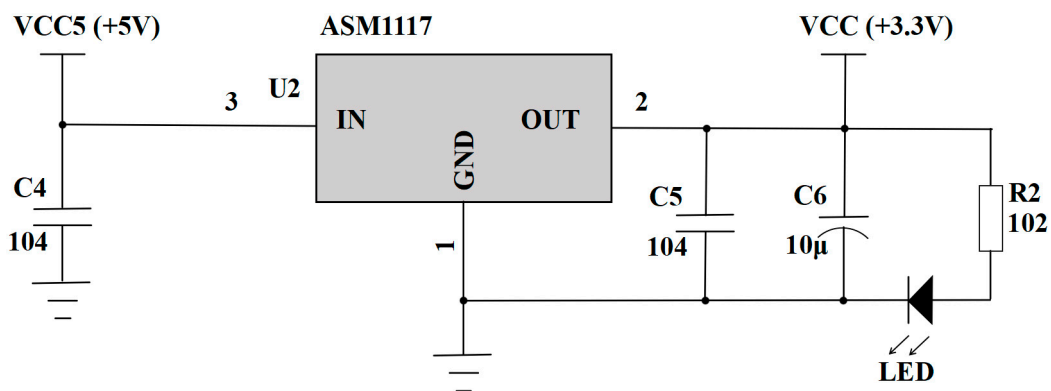 VCC5 (+5V)
ASM1117
VCC (+3.3V)
U2
3
IN
OUT
2
GND
1
C4
104
C5
104
C6
10μ
R2
102
LED